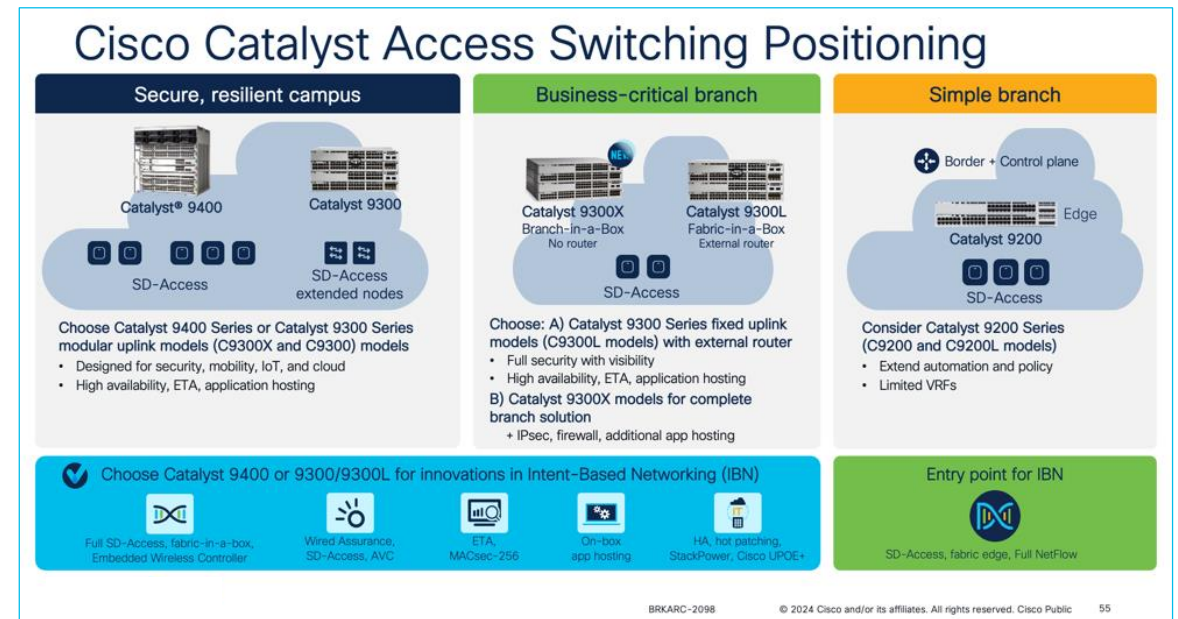 Cisco Catalyst Access Switching Positioning
Secure, resilient campus
Catalyst® 9400
Catalyst 9300
SD-Access
SD-Access
extended nodes
Choose Catalyst 9400 Series or Catalyst 9300 Series
modular uplink models (C9300X and C9300) models
• Designed for security, mobility, IoT, and cloud
• High availability, ETA, application hosting
Business-critical branch
NEW
Catalyst 9300X
Branch-in-a-Box
No router
Catalyst 9300L
Fabric-in-a-Box
External router
SD-Access
Choose: A) Catalyst 9300 Series fixed uplink
models (C9300L models) with external router
• Full security with visibility
• High availability, ETA, application hosting
B) Catalyst 9300X models for complete
branch solution
+ IPsec, firewall, additional app hosting
Simple branch
Border + Control plane
Edge
Catalyst 9200
SD-Access
Consider Catalyst 9200 Series
(C9200 and C9200L models)
• Extend automation and policy
• Limited VRFs
Choose Catalyst 9400 or 9300/9300L for innovations in Intent-Based Networking (IBN)
Full SD-Access, fabric-in-a-box,
Embedded Wireless Controller
Wired Assurance,
SD-Access, AVC
ETA,
MACsec-256
On-box
app hosting
IT
HA, hot patching,
StackPower, Cisco UPOE+
Entry point for IBN
SD-Access, fabric edge, Full NetFlow
BRKARC-2098
© 2024 Cisco and/or its affiliates. All rights reserved. Cisco Public
55